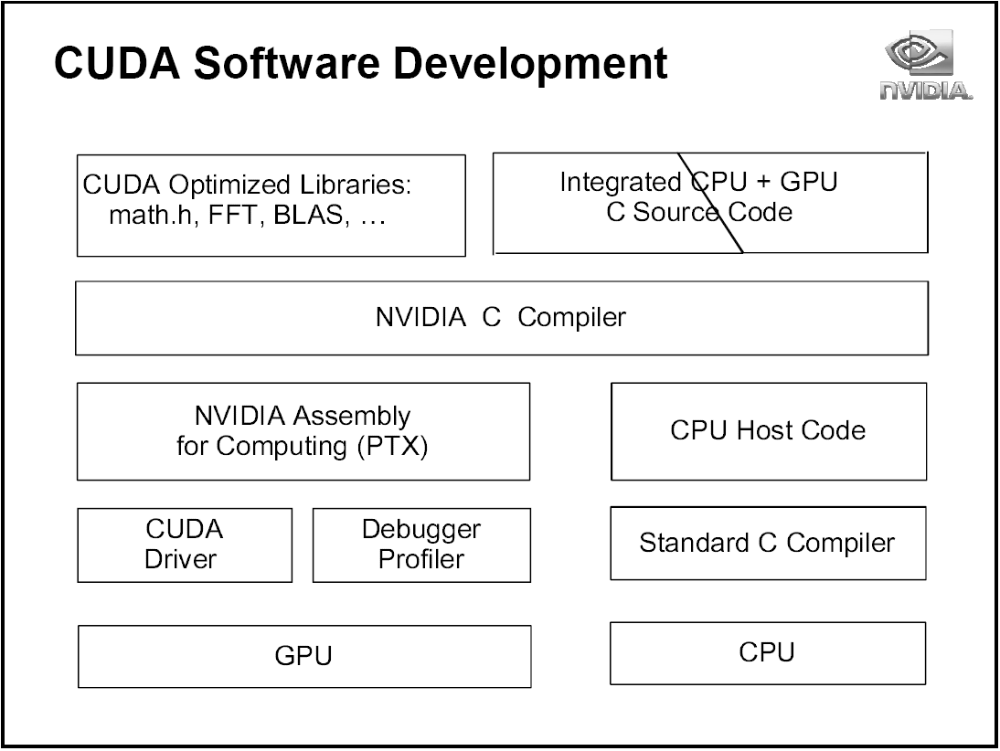 CUDA Software Development
NVIDIA.
CUDA Optimized Libraries:
math.h, FFT, BLAS, …
Integrated CPU + GPU
C Source Code
NVIDIA C Compiler
NVIDIA Assembly
for Computing (PTX)
CPU Host Code
CUDA
Driver
Debugger
Profiler
Standard C Compiler
GPU
CPU